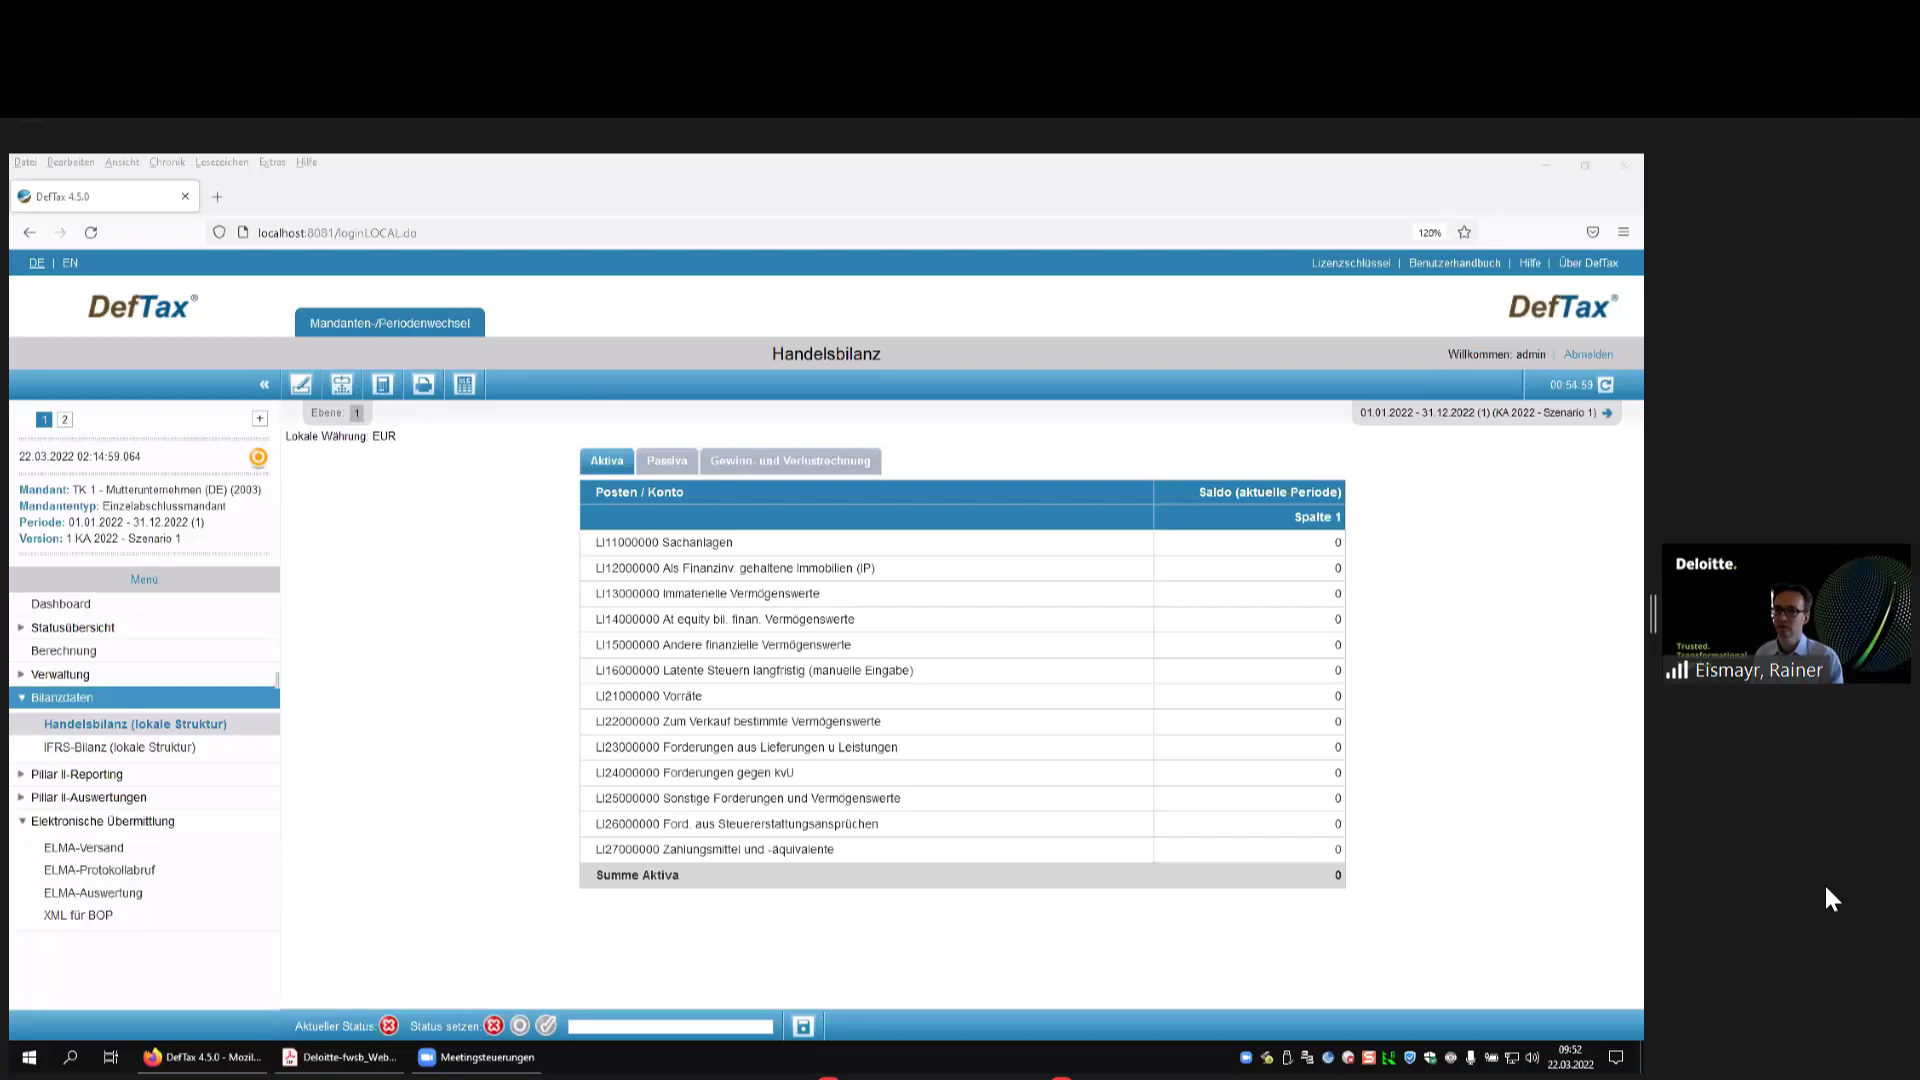 Datei Bearbeiten Ansicht Chronik Lesezeichen Extras Hilfe
DefTax 4.5.0
localhost:8081/loginLOCAL.do
120%
DE | EN
Lizenzschlüssel | Benutzerhandbuch | Hilfe | Über DefTax
DefTax®
Mandanten-/Periodenwechsel
DefTax®
Handelsbilanz
Willkommen: admin | Abmelden
00:54:59
1 2
Ebene: 1
01.01.2022 - 31.12.2022 (1) (KA 2022 - Szenario 1)
Lokale Währung: EUR
22.03.2022 02:14:59.064
Mandant: TK 1 - Mutterunternehmen (DE) (2003)
Mandantentyp: Einzelabschlussmandant
Periode: 01.01.2022 - 31.12.2022 (1)
Version: 1 KA 2022 - Szenario 1
Menü
Dashboard
Statusübersicht
Berechnung
Verwaltung
Bilanzdaten
Handelsbilanz (lokale Struktur)
IFRS-Bilanz (lokale Struktur)
Pillar II-Reporting
Pillar II-Auswertungen
Elektronische Übermittlung
ELMA-Versand
ELMA-Protokollabruf
ELMA-Auswertung
XML für BOP
Aktiva Passiva Gewinn- und Verlustrechnung
Posten / Konto Saldo (aktuelle Periode)
Spalte 1
LI11000000 Sachanlagen 0
LI12000000 Als Finanzinv. gehaltene Immobilien (IP) 0
LI13000000 Immaterielle Vermögenswerte 0
LI14000000 At equity bil. finan. Vermögenswerte 0
LI15000000 Andere finanzielle Vermögenswerte 0
LI16000000 Latente Steuern langfristig (manuelle Eingabe) 0
LI21000000 Vorräte 0
LI22000000 Zum Verkauf bestimmte Vermögenswerte 0
LI23000000 Forderungen aus Lieferungen u Leistungen 0
LI24000000 Forderungen gegen kvU 0
LI25000000 Sonstige Forderungen und Vermögenswerte 0
LI26000000 Ford. aus Steuererstattungsansprüchen 0
LI27000000 Zahlungsmittel und -äquivalente 0
Summe Aktiva 0
Deloitte.
Trusted.
Transformational.
Eismayr, Rainer
Aktueller Status: Status setzen:
DefTax 4.5.0 - Mozil...
Deloitte-fwsb_Web...
Meetingsteuerungen
09:52
22.03.2022